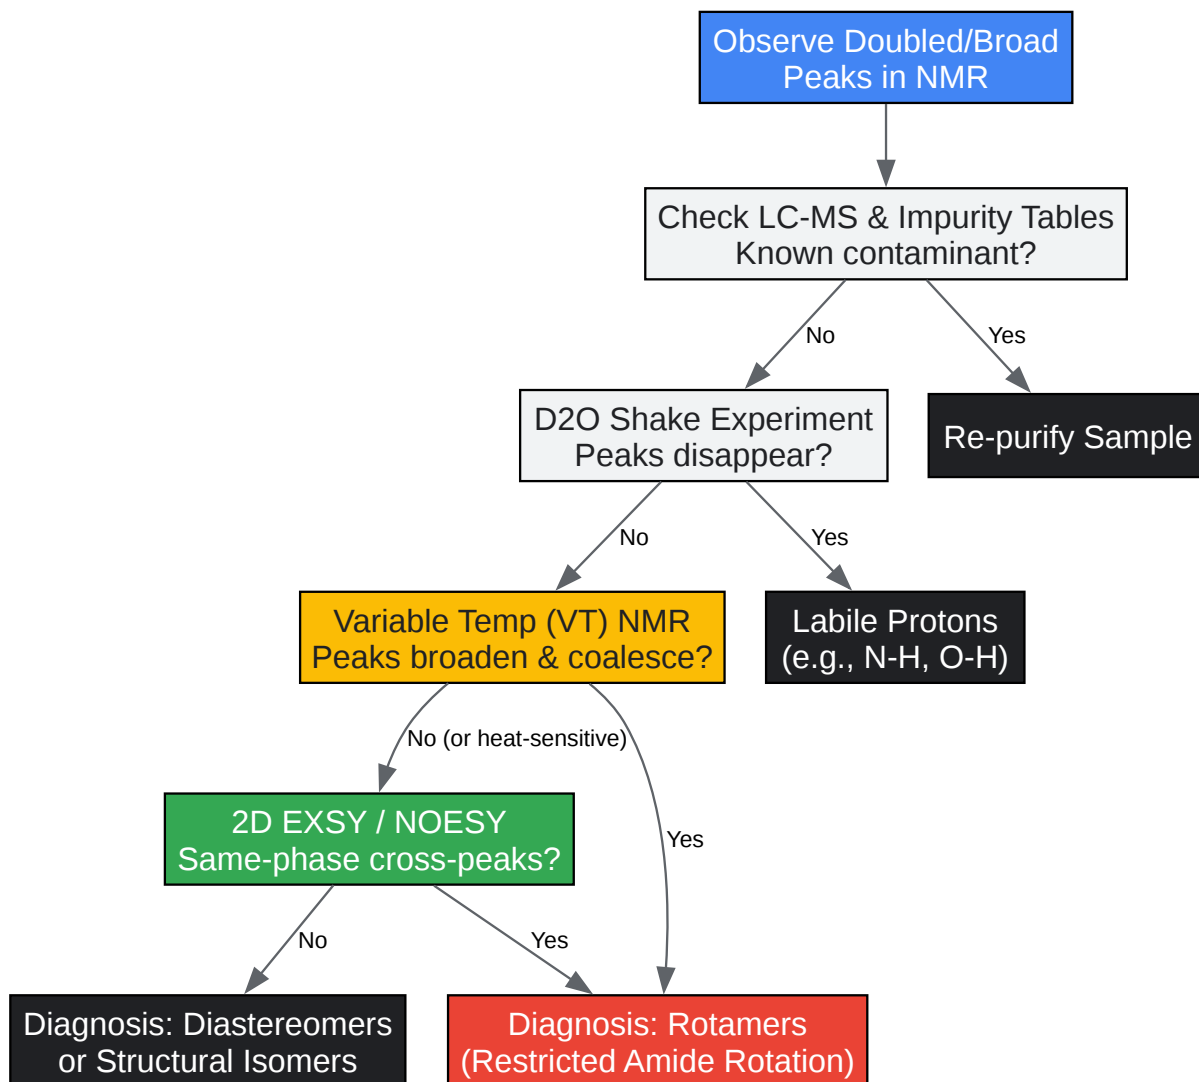 Observe Doubled/Broad
Peaks in NMR
Check LC-MS & Impurity Tables
Known contaminant?
No
Yes
D2O Shake Experiment
Peaks disappear?
Re-purify Sample
No
Yes
Variable Temp (VT) NMR
Peaks broaden & coalesce?
Labile Protons
(e.g., N-H, O-H)
No (or heat-sensitive)
2D EXSY / NOESY
Same-phase cross-peaks?
Yes
No
Yes
Diagnosis: Diastereomers
or Structural Isomers
Diagnosis: Rotamers
(Restricted Amide Rotation)